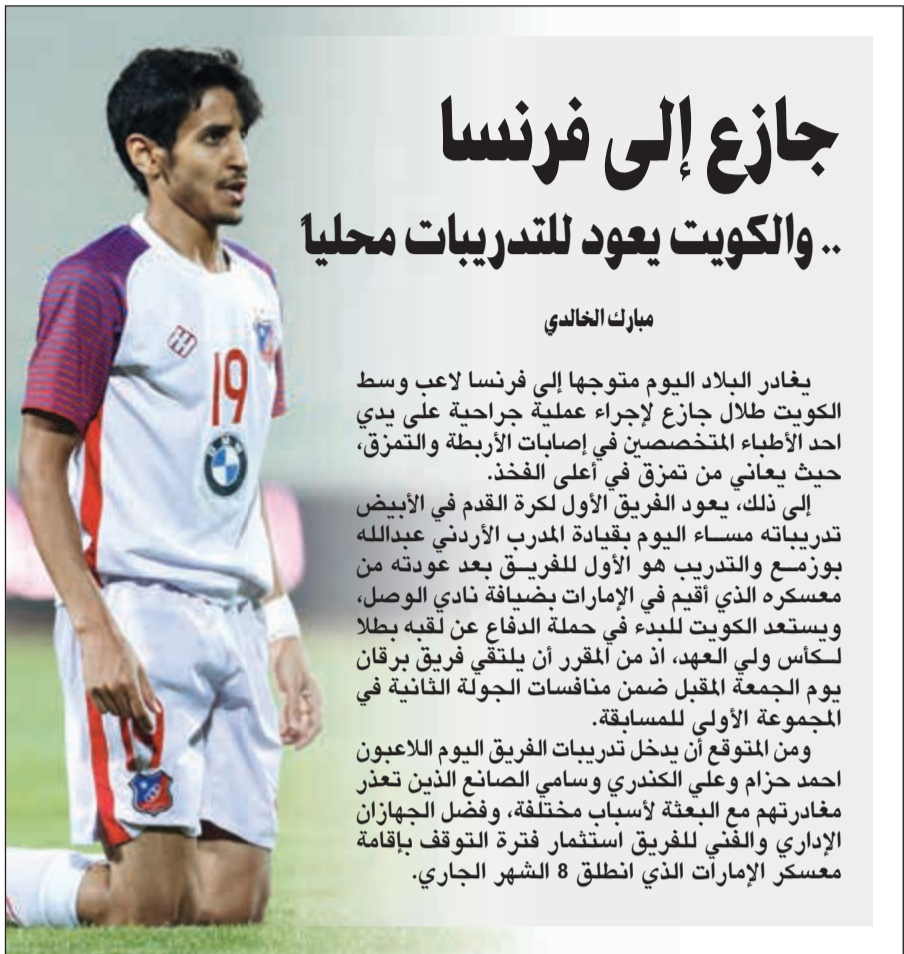 جازع إلى فرنسا
.. والكويت يعود للتدريبات محلياً
مبارك الخالدي
يغادر البلاد اليوم متوجها إلى فرنسا لاعب وسط
الكويت طلال جازع لإجراء عملية جراحية على يدي
احد الأطباء المتخصصين في إصابات الأربطة والتمزق،
حيث يعاني من تمزق في أعلى الفخذ.
إلى ذلك، يعود الفريق الأول لكرة القدم في الأبيض
تدريباته مساء اليوم بقيادة المدرب الأردني عبدالله
بوزمع والتدريب هو الأول للفريق بعد عودته من
معسكره الذي أقيم في الإمارات بضيافة نادي الوصل،
ويستعد الكويت للبدء في حملة الدفاع عن لقبه بطلا
لكأس ولي العهد، اذ من المقرر أن يلتقي فريق برقان
يوم الجمعة المقبل ضمن منافسات الجولة الثانية في
المجموعة الأولى للمسابقة.
ومن المتوقع أن يدخل تدريبات الفريق اليوم اللاعبون
احمد حزام وعلي الكندري وسامي الصانع الذين تعذر
مغادرتهم مع البعثة لأسباب مختلفة، وفضل الجهازان
الإداري والفني للفريق استثمار فترة التوقف بإقامة
معسكر الإمارات الذي انطلق 8 الشهر الجاري.
19
19